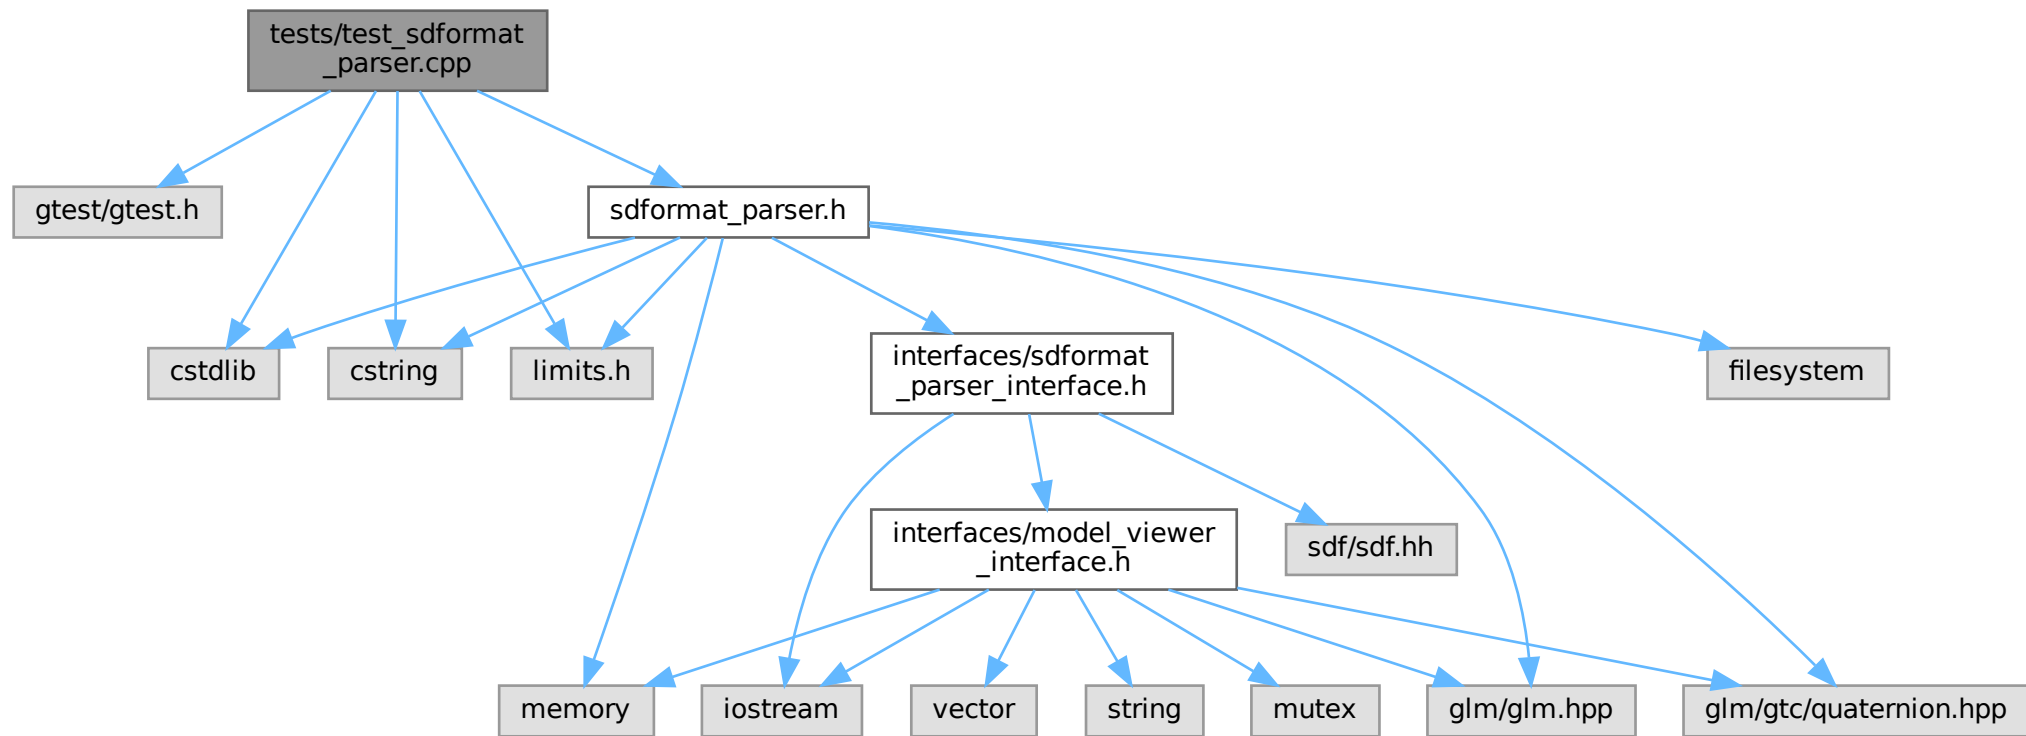 tests/test_sdformat
_parser.cpp
gtest/gtest.h
sdformat_parser.h
cstdlib
cstring
limits.h
interfaces/sdformat
_parser_interface.h
filesystem
interfaces/model_viewer
_interface.h
sdf/sdf.hh
memory
iostream
vector
string
mutex
glm/glm.hpp
glm/gtc/quaternion.hpp